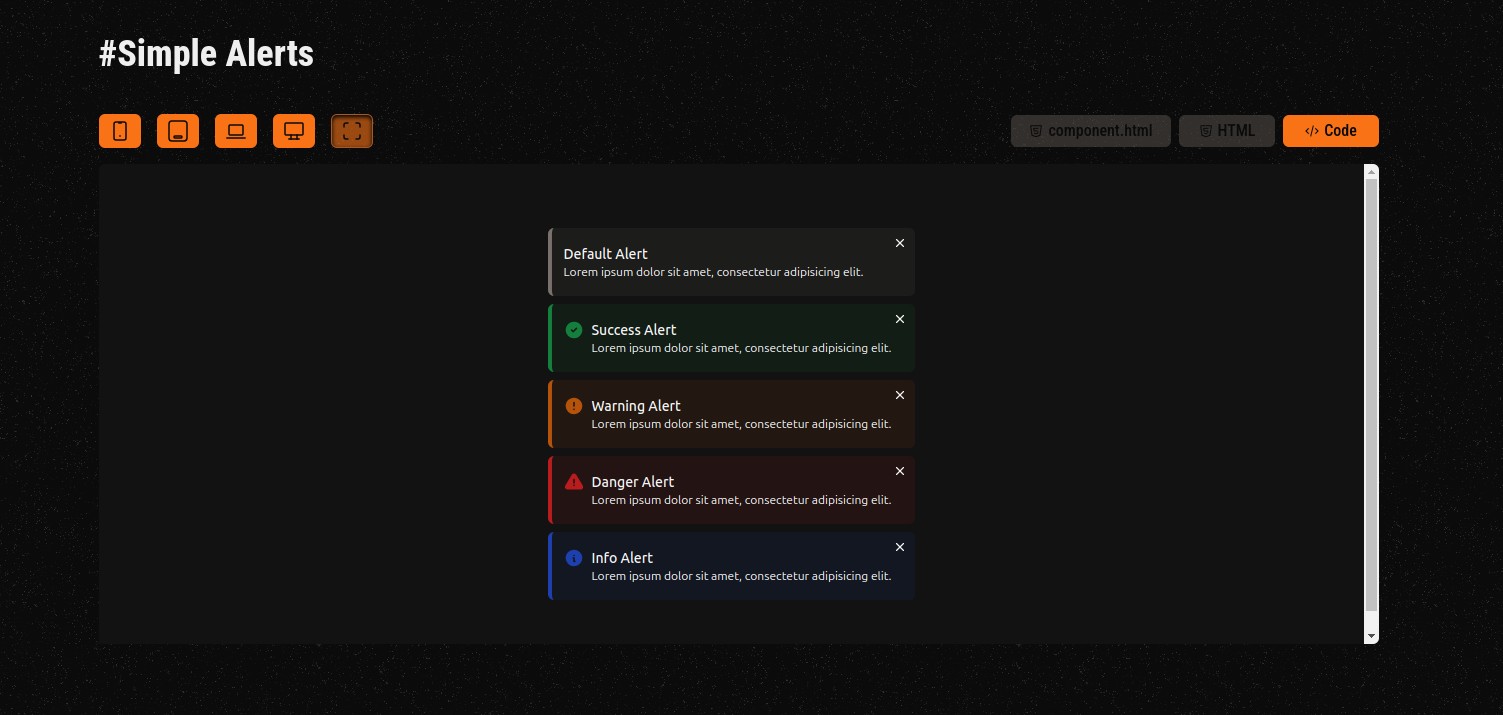 #Simple Alerts
component.html
HTML
</> Code
Default Alert
Lorem ipsum dolor sit amet, consectetur adipisicing elit.
Success Alert
Lorem ipsum dolor sit amet, consectetur adipisicing elit.
Warning Alert
Lorem ipsum dolor sit amet, consectetur adipisicing elit.
Danger Alert
Lorem ipsum dolor sit amet, consectetur adipisicing elit.
Info Alert
Lorem ipsum dolor sit amet, consectetur adipisicing elit.